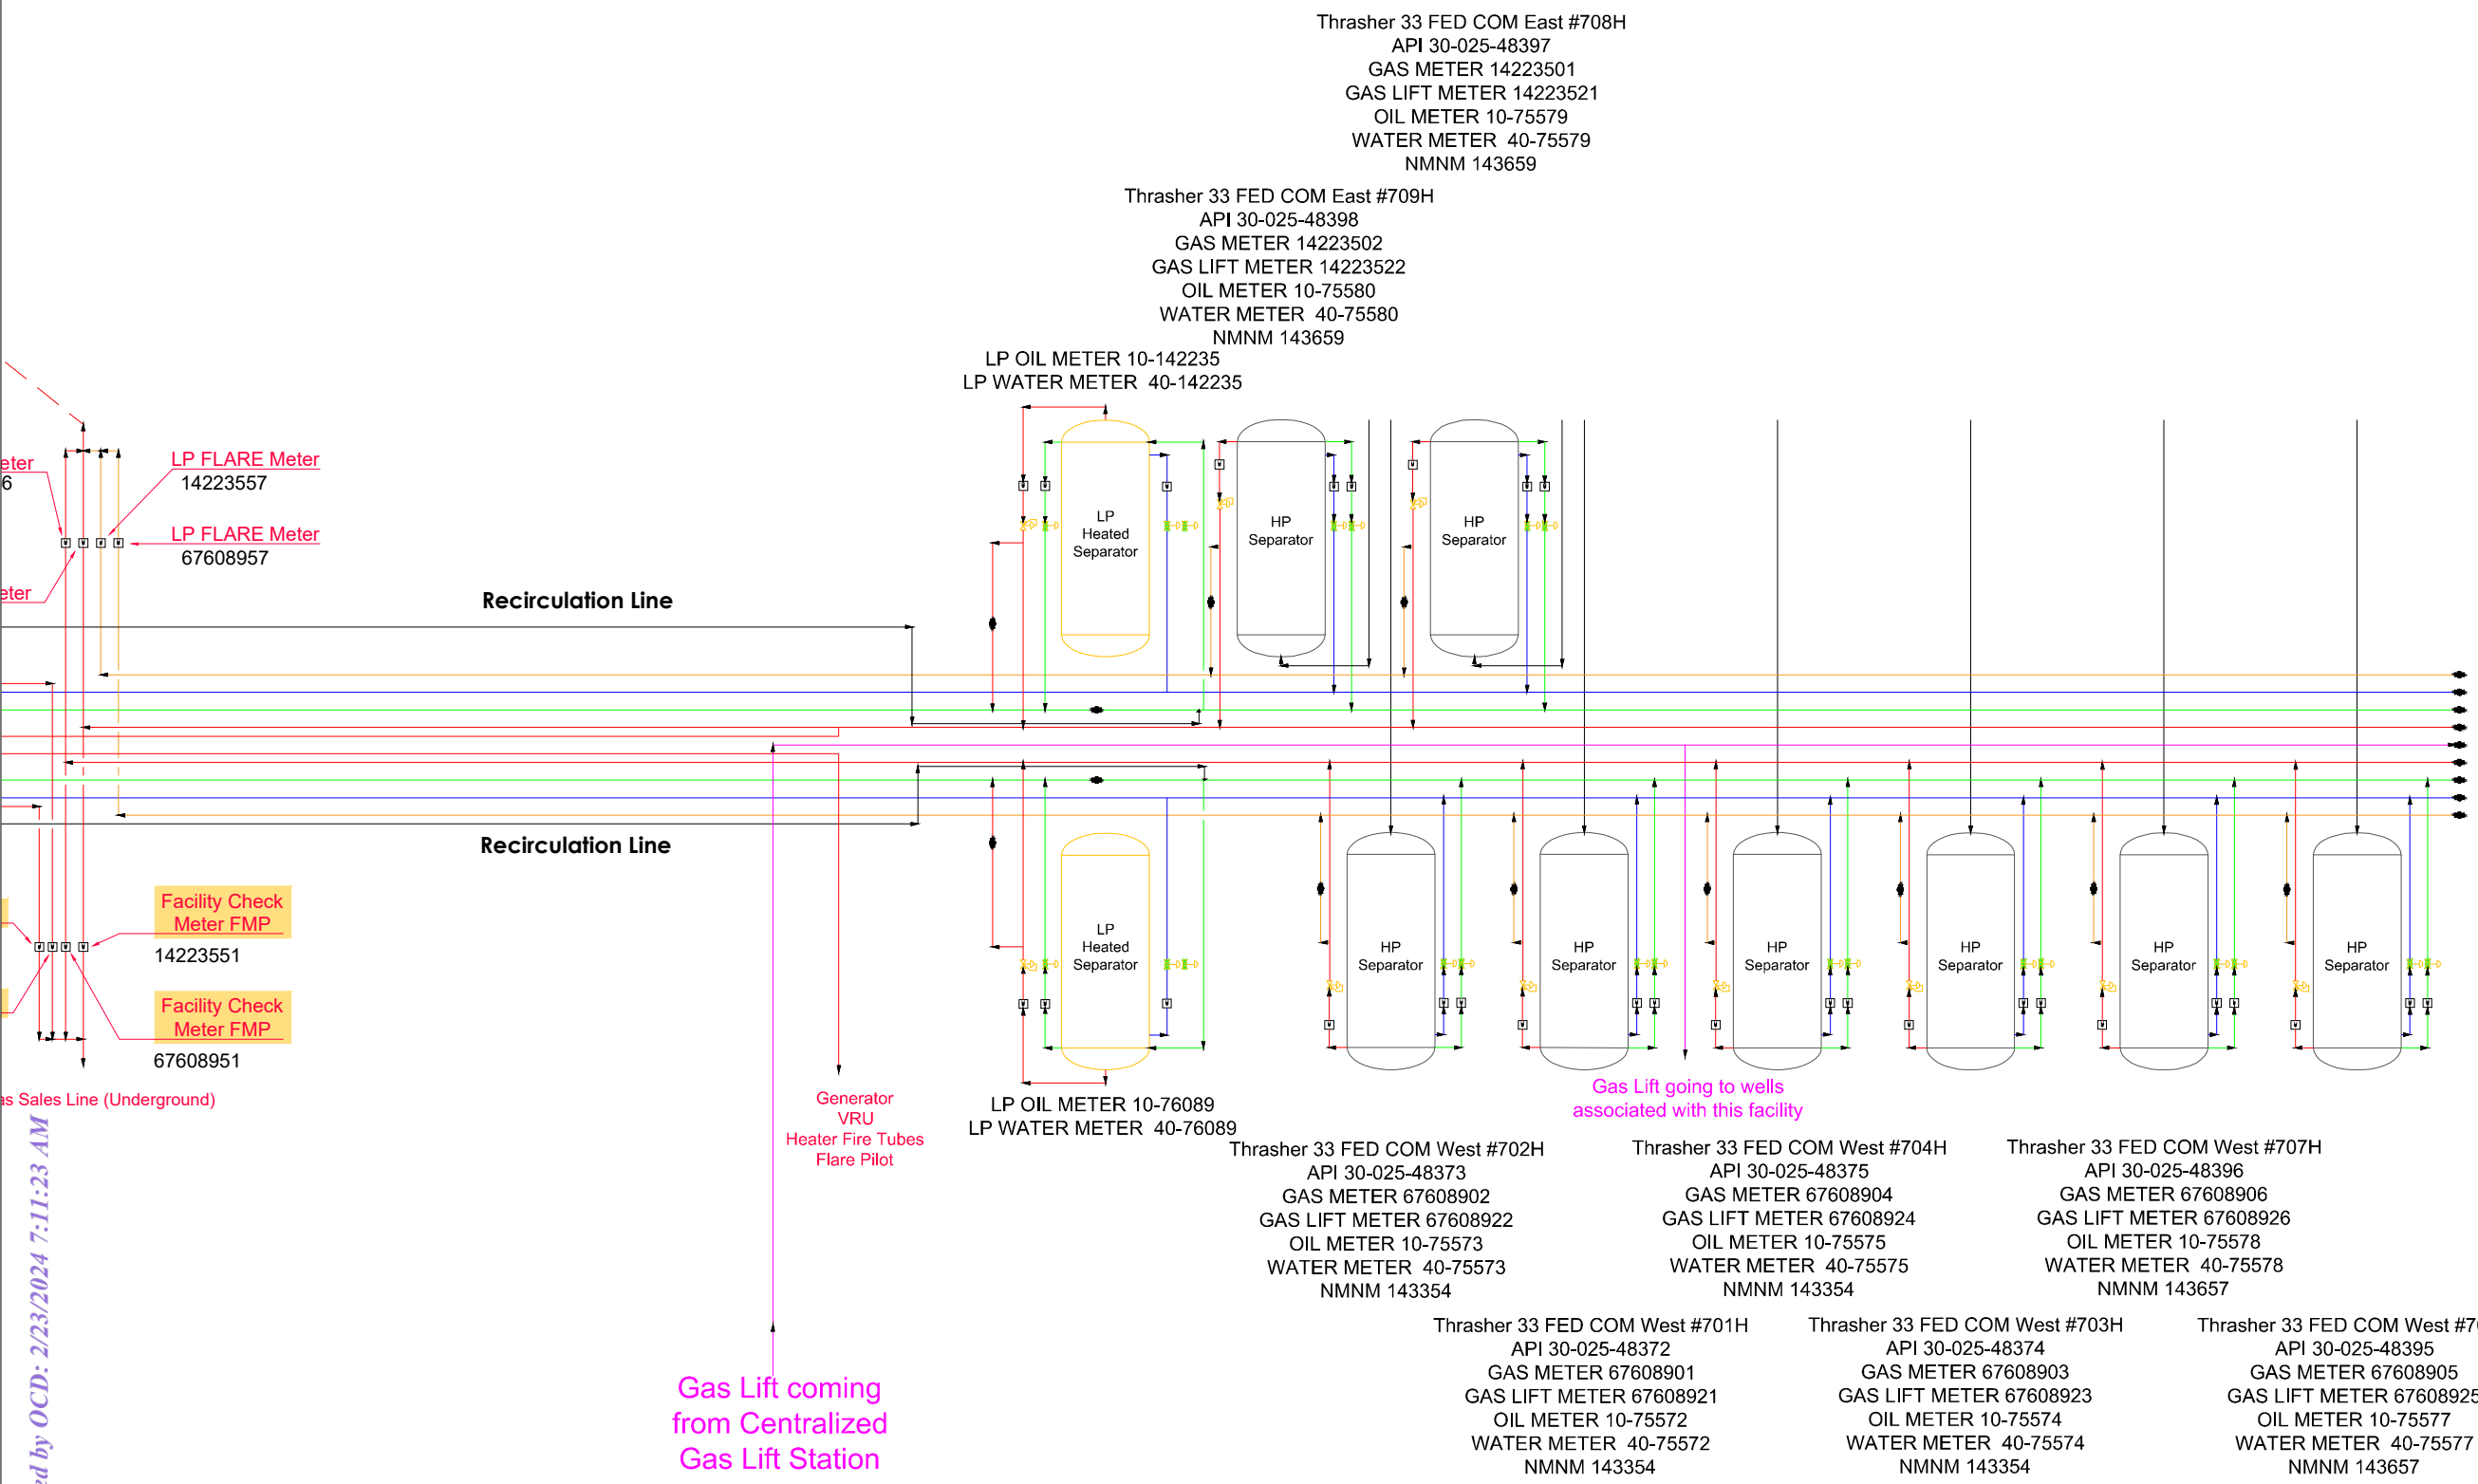 Thrasher 33 FED COM East #708H
API 30-025-48397
GAS METER 14223501
GAS LIFT METER 14223521
OIL METER 10-75579
WATER METER 40-75579
NMNM 143659
Thrasher 33 FED COM East #709H
API 30-025-48398
GAS METER 14223502
GAS LIFT METER 14223522
OIL METER 10-75580
WATER METER 40-75580
NMNM 143659
LP OIL METER 10-142235
LP WATER METER 40-142235
eter
6
LP FLARE Meter
14223557
LP FLARE Meter
67608957
eter
Recirculation Line
LP
Heated
Separator
HP
Separator
HP
Separator
Recirculation Line
Facility Check
Meter FMP
14223551
Facility Check
Meter FMP
67608951
as Sales Line (Underground)
Generator
VRU
Heater Fire Tubes
Flare Pilot
LP
Heated
Separator
HP
Separator
HP
Separator
HP
Separator
HP
Separator
HP
Separator
HP
Separator
LP OIL METER 10-76089
LP WATER METER 40-76089
Gas Lift going to wells
associated with this facility
Thrasher 33 FED COM West #702H
API 30-025-48373
GAS METER 67608902
GAS LIFT METER 67608922
OIL METER 10-75573
WATER METER 40-75573
NMNM 143354
Thrasher 33 FED COM West #704H
API 30-025-48375
GAS METER 67608904
GAS LIFT METER 67608924
OIL METER 10-75575
WATER METER 40-75575
NMNM 143354
Thrasher 33 FED COM West #707H
API 30-025-48396
GAS METER 67608906
GAS LIFT METER 67608926
OIL METER 10-75578
WATER METER 40-75578
NMNM 143657
Thrasher 33 FED COM West #701H
API 30-025-48372
GAS METER 67608901
GAS LIFT METER 67608921
OIL METER 10-75572
WATER METER 40-75572
NMNM 143354
Thrasher 33 FED COM West #703H
API 30-025-48374
GAS METER 67608903
GAS LIFT METER 67608923
OIL METER 10-75574
WATER METER 40-75574
NMNM 143354
Thrasher 33 FED COM West #7
API 30-025-48395
GAS METER 67608905
GAS LIFT METER 67608925
OIL METER 10-75577
WATER METER 40-75577
NMNM 143657
Gas Lift coming
from Centralized
Gas Lift Station
ed by OCD: 2/23/2024 7:11:23 AM